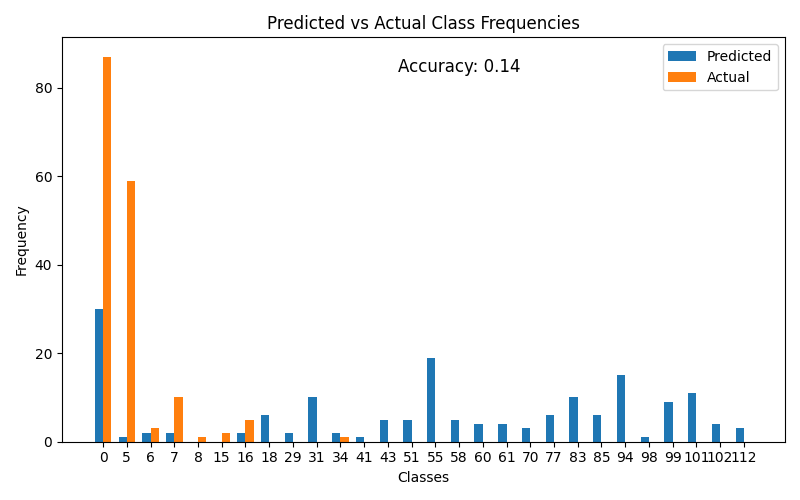 Predicted vs Actual Class Frequencies
Accuracy: 0.14
Predicted
Actual
Frequency
80
60
40
20
0
0 5 6 7 8 15 16 18 29 31 34 41 43 51 55 58 60 61 70 77 83 85 94 98 99 101 102 112
Classes